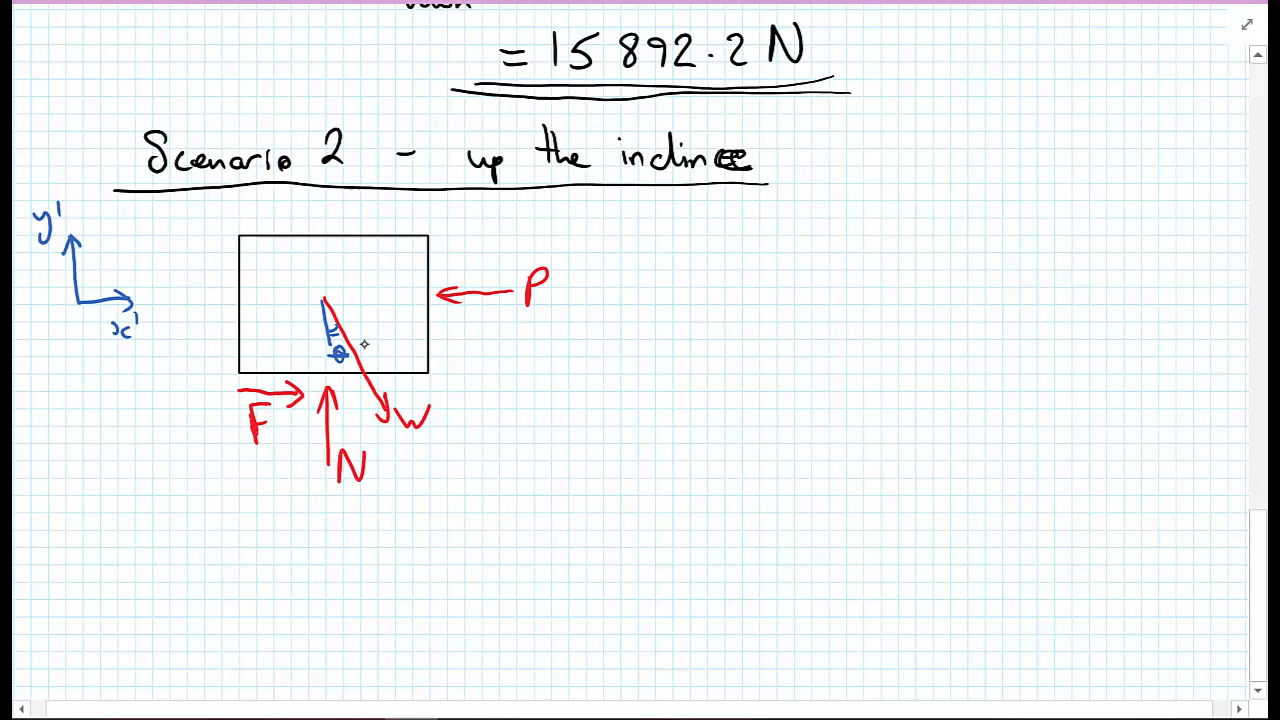 = 15 892.2 N
Scenario 2 - up the incline
y'
x'
P
θ
F
W
N